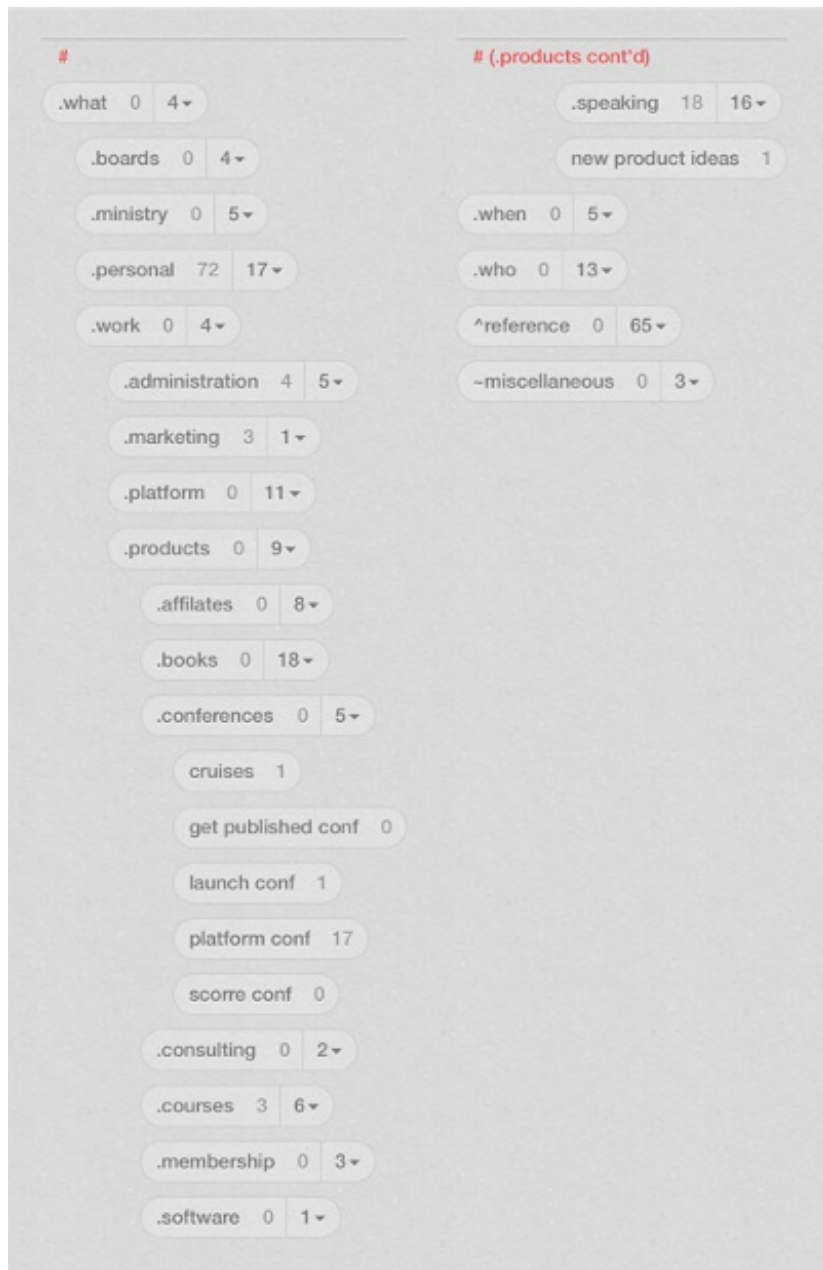 #
.what 0 4
.boards 0 4
.ministry 0 5
.personal 72 17
.work 0 4
.administration 4 5
.marketing 3 1
.platform 0 11
.products 0 9
.affilates 0 8
.books 0 18
.conferences 0 5
cruises 1
get published conf 0
launch conf 1
platform conf 17
scorre conf 0
.consulting 0 2
.courses 3 6
.membership 0 3
.software 0 1
# (.products cont'd)
.speaking 18 16
new product ideas 1
.when 0 5
.who 0 13
^reference 0 65
~miscellaneous 0 3